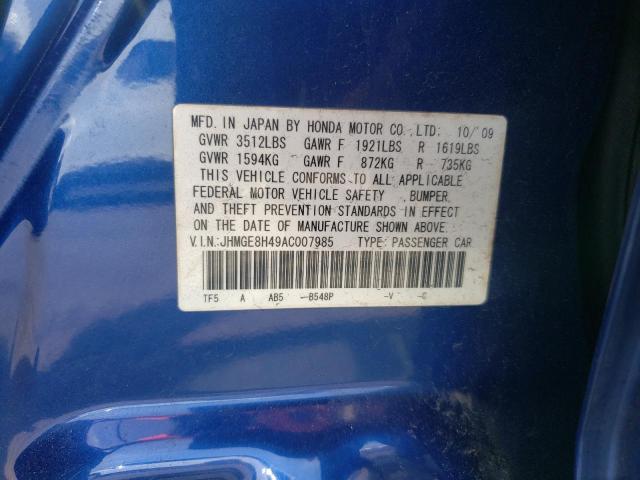 MFD. IN JAPAN BY HONDA MOTOR CO.,LTD: 10/'09
GVWR 3512LBS GAWR F 1921LBS R 1619LBS
GVWR 1594KG GAWR F 872KG R 735KG
THIS VEHICLE CONFORMS TO ALL APPLICABLE
FEDERAL MOTOR VEHICLE SAFETY ,BUMPER,
AND THEFT PREVENTION STANDARDS IN EFFECT
ON THE DATE OF MANUFACTURE SHOWN ABOVE.
V.I.N.:JHMGE8H49AC007985 TYPE: PASSENGER CAR
TF5 A AB5 -B548P -V -C